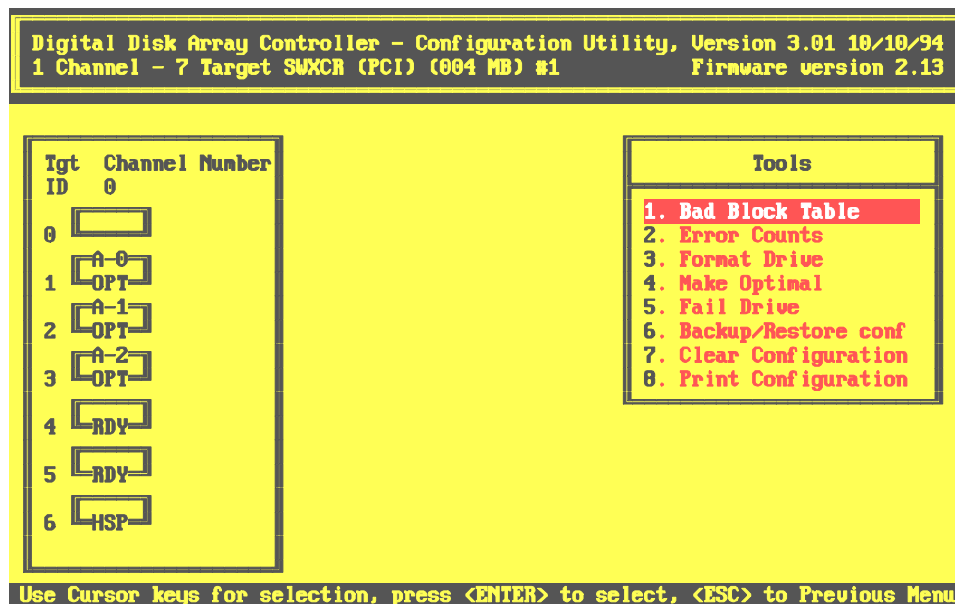 Digital Disk Array Controller – Configuration Utility, Version 3.01 10/10/94
1 Channel – 7 Target SWXCR (PCI) (004 MB) #1 Firmware version 2.13
Tgt Channel Number
ID 0
0
A-0
1 OPT
A-1
2 OPT
A-2
3 OPT
4 RDY
5 RDY
6 HSP
Tools
1. Bad Block Table
2. Error Counts
3. Format Drive
4. Make Optimal
5. Fail Drive
6. Backup/Restore conf
7. Clear Configuration
8. Print Configuration
Use Cursor keys for selection, press <ENTER> to select, <ESC> to Previous Menu